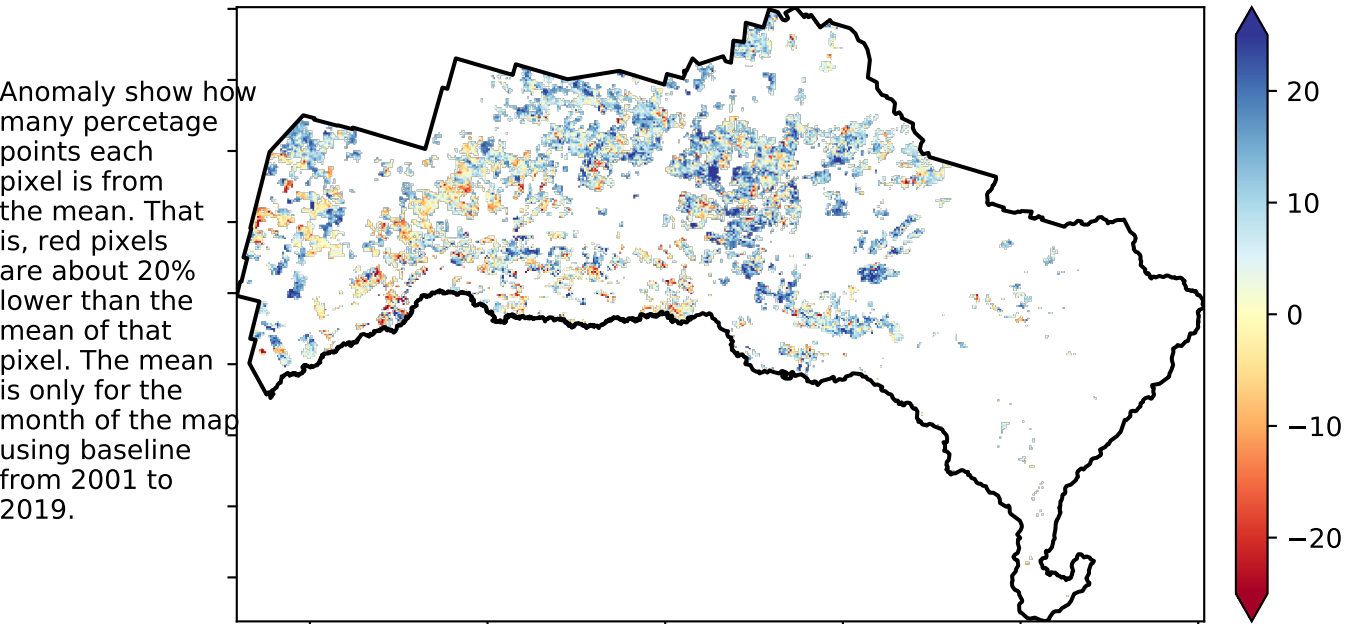 Anomaly show how
many percetage
points each
pixel is from
the mean. That
is, red pixels
are about 20%
lower than the
mean of that
pixel. The mean
is only for the
month of the map
using baseline
from 2001 to
2019.
20
10
0
−10
−20